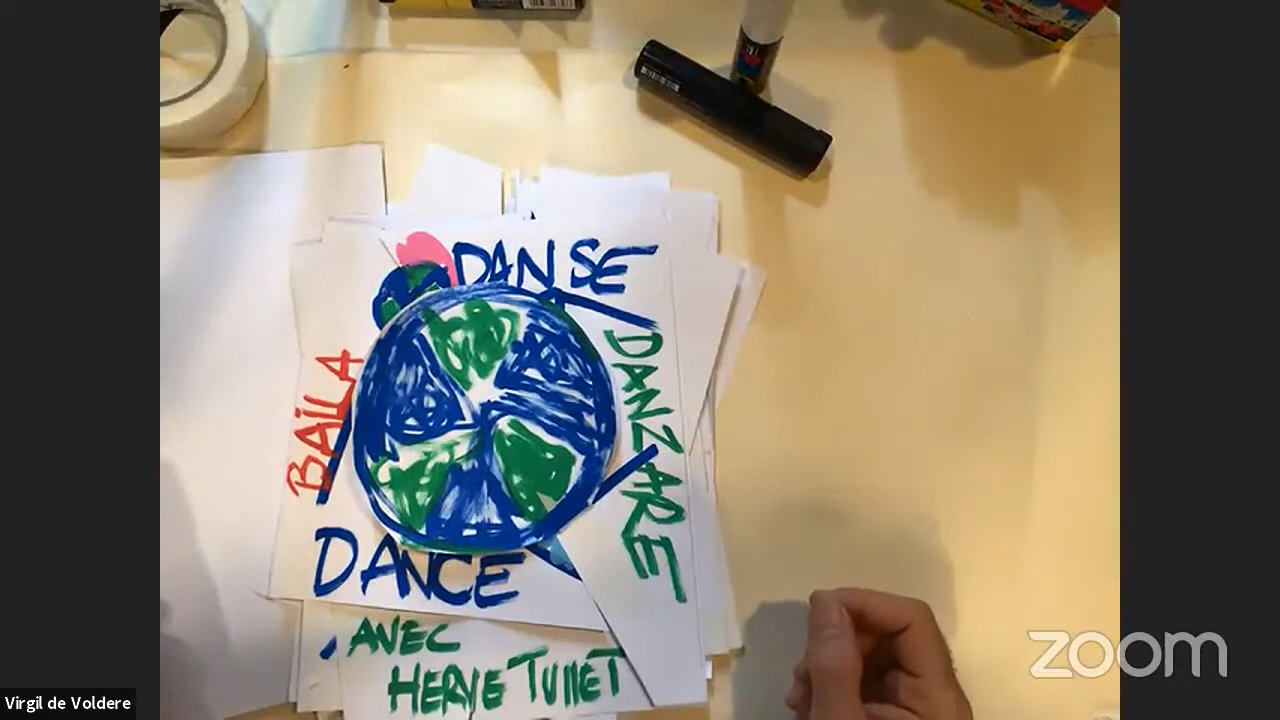 DANSE
DANZARE
BAILA
DANCE
AVEC
HERVE TULLET
zoom
Virgil de Voldere